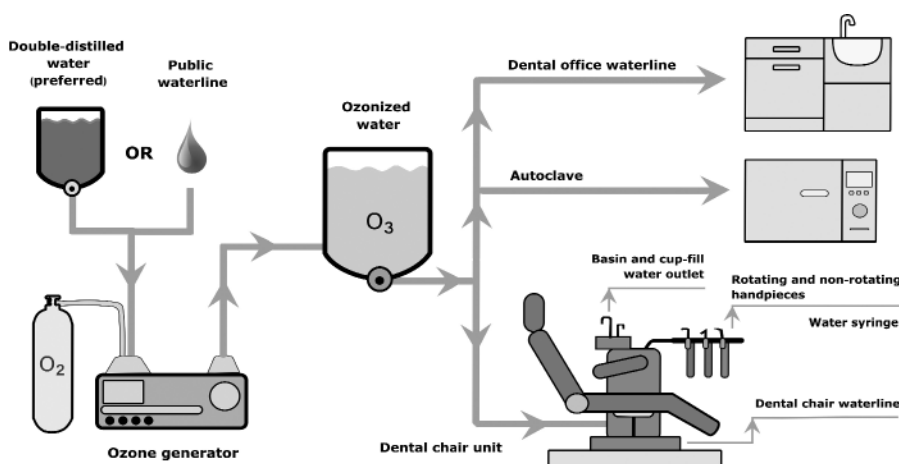 Double-distilled
water
(preferred)
Public
waterline
OR
Ozonized
water
O₃
O₂
Ozone generator
Dental office waterline
Autoclave
Basin and cup-fill
water outlet
Rotating and non-rotating
handpieces
Water syringe
Dental chair waterline
Dental chair unit